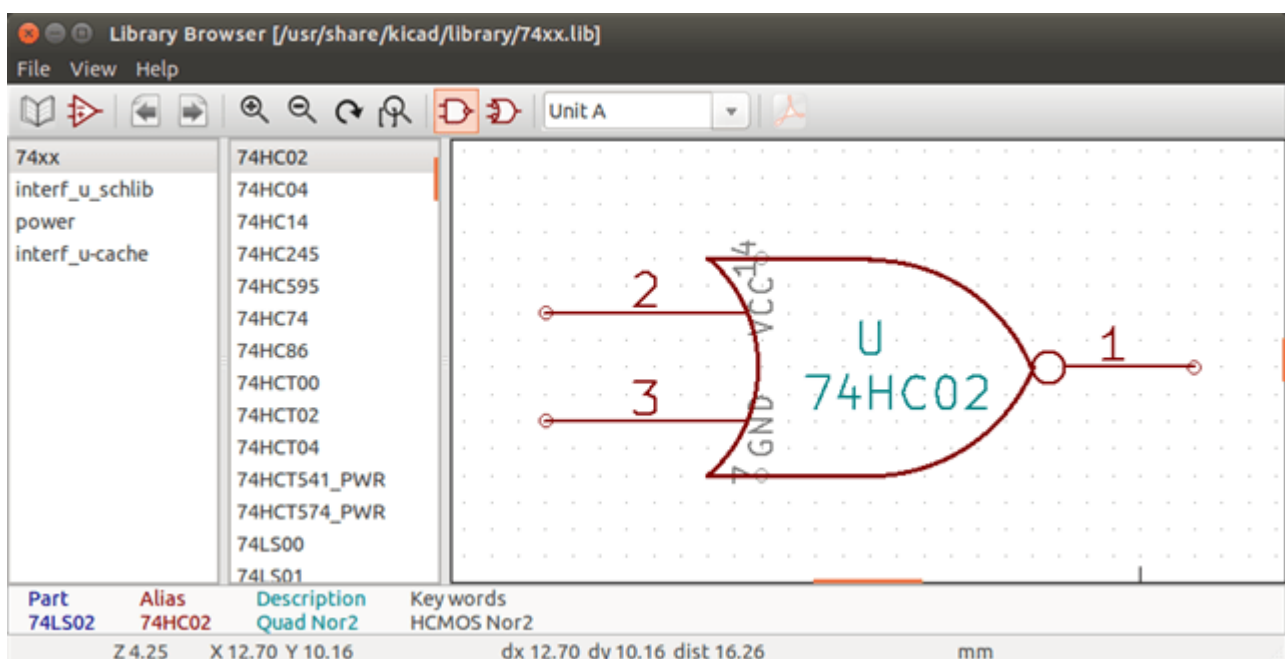 Library Browser [/usr/share/kicad/library/74xx.lib]
File View Help
Unit A
74xx
interf_u_schlib
power
interf_u-cache
74HC02
74HC04
74HC14
74HC245
74HC595
74HC74
74HC86
74HCT00
74HCT02
74HCT04
74HCT541_PWR
74HCT574_PWR
74LS00
74LS01
14
VCC
2
U
1
74HC02
3
GND
7
Part Alias Description Key words
74LS02 74HC02 Quad Nor2 HCMOS Nor2
Z 4.25 X 12.70 Y 10.16 dx 12.70 dy 10.16 dist 16.26 mm